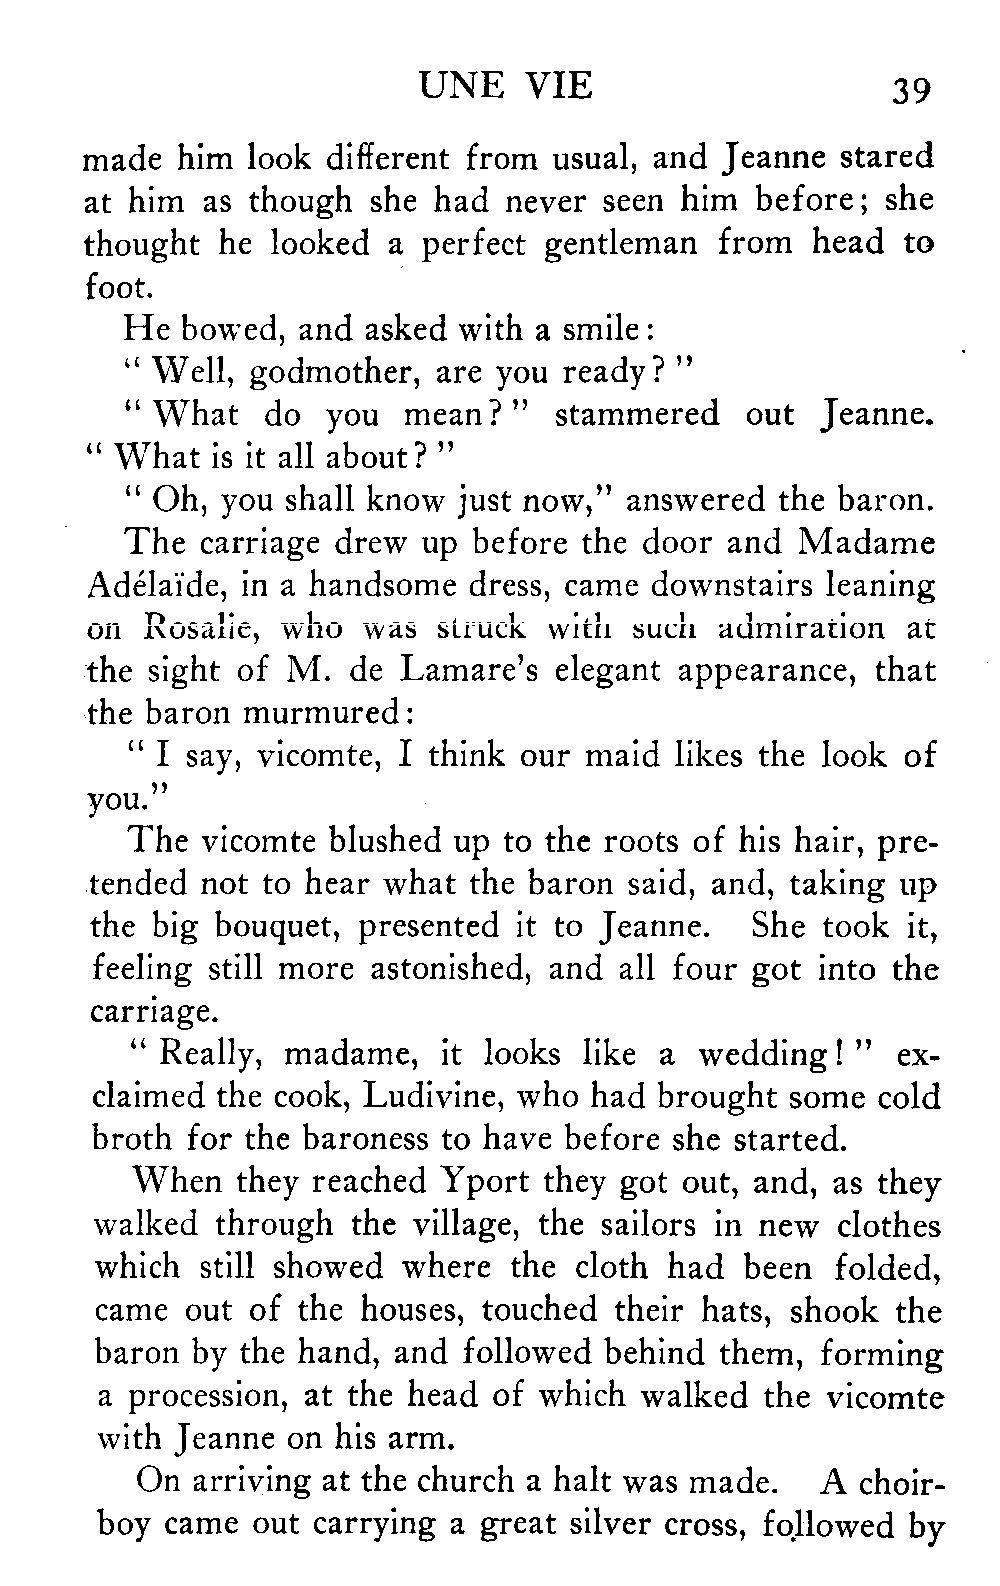 UNE VIE 39
made him look different from usual, and Jeanne stared
at him as though she had never seen him before; she
thought he looked a perfect gentleman from head to
foot.
He bowed, and asked with a smile:
" Well, godmother, are you ready? "
" What do you mean? " stammered out Jeanne.
" What is it all about? "
" Oh, you shall know just now," answered the baron.
The carriage drew up before the door and Madame
Adélaïde, in a handsome dress, came downstairs leaning
on Rosalie, who was struck with such admiration at
the sight of M. de Lamare's elegant appearance, that
the baron murmured:
" I say, vicomte, I think our maid likes the look of
you."
The vicomte blushed up to the roots of his hair, pre-
tended not to hear what the baron said, and, taking up
the big bouquet, presented it to Jeanne. She took it,
feeling still more astonished, and all four got into the
carriage.
" Really, madame, it looks like a wedding! " ex-
claimed the cook, Ludivine, who had brought some cold
broth for the baroness to have before she started.
When they reached Yport they got out, and, as they
walked through the village, the sailors in new clothes
which still showed where the cloth had been folded,
came out of the houses, touched their hats, shook the
baron by the hand, and followed behind them, forming
a procession, at the head of which walked the vicomte
with Jeanne on his arm.
On arriving at the church a halt was made. A choir-
boy came out carrying a great silver cross, followed by